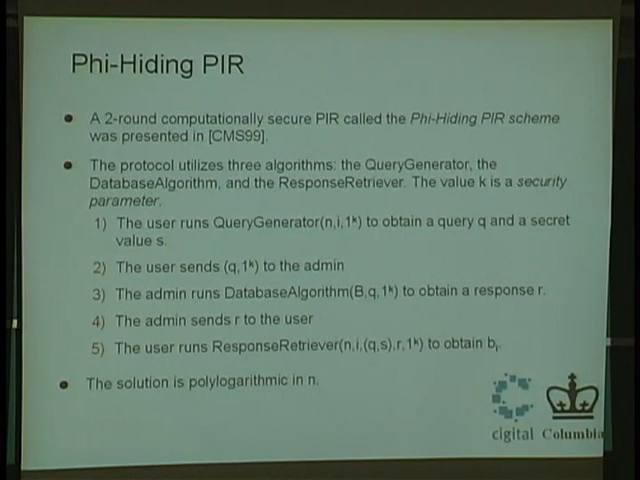 Phi-Hiding PIR
● A 2-round computationally secure PIR called the Phi-Hiding PIR scheme
was presented in [CMS99].
● The protocol utilizes three algorithms: the QueryGenerator, the
DatabaseAlgorithm, and the ResponseRetriever. The value k is a security
parameter.
1) The user runs QueryGenerator(n,i,1ᵏ) to obtain a query q and a secret
value s.
2) The user sends (q,1ᵏ) to the admin
3) The admin runs DatabaseAlgorithm(B,q,1ᵏ) to obtain a response r.
4) The admin sends r to the user
5) The user runs ResponseRetriever(n,i,(q,s),r,1ᵏ) to obtain bᵢ.
● The solution is polylogarithmic in n.
cigital Columbia